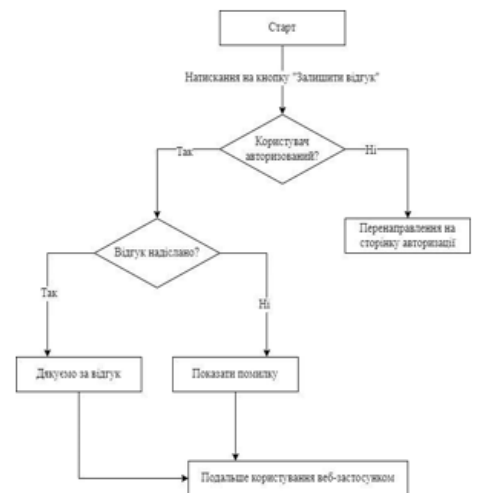 Старт
Натискання на кнопку "Залишити відгук"
Користувач
авторизований?
Так
Ні
Перенаправлення на
сторінку авторизації
Відгук надіслано?
Так
Ні
Дякуємо за відгук
Показати помилку
Подальше користування веб-застосунком